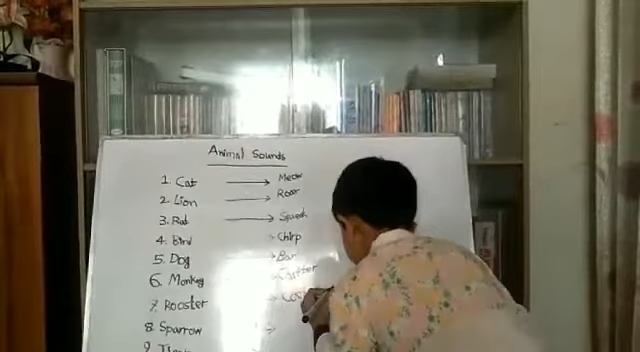 Animal Sounds
1. Cat → Meow
2. Lion → Roar
3. Rat → Squeak
4. Bird → Chirp
5. Dog → Bar
6. Monkey → Chatter
7. Rooster →
8. Sparrow →
9.